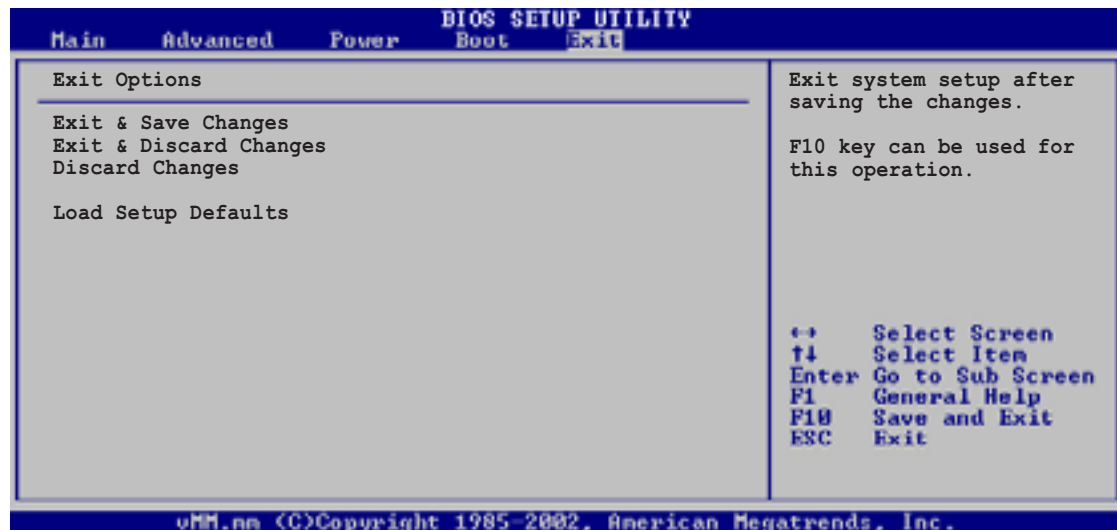 BIOS SETUP UTILITY
Main Advanced Power Boot Exit
Exit Options
Exit & Save Changes
Exit & Discard Changes
Discard Changes
Load Setup Defaults
Exit system setup after
saving the changes.
F10 key can be used for
this operation.
←→ Select Screen
↑↓ Select Item
Enter Go to Sub Screen
F1 General Help
F10 Save and Exit
ESC Exit
vMM.mm (C)Copyright 1985-2002, American Megatrends, Inc.